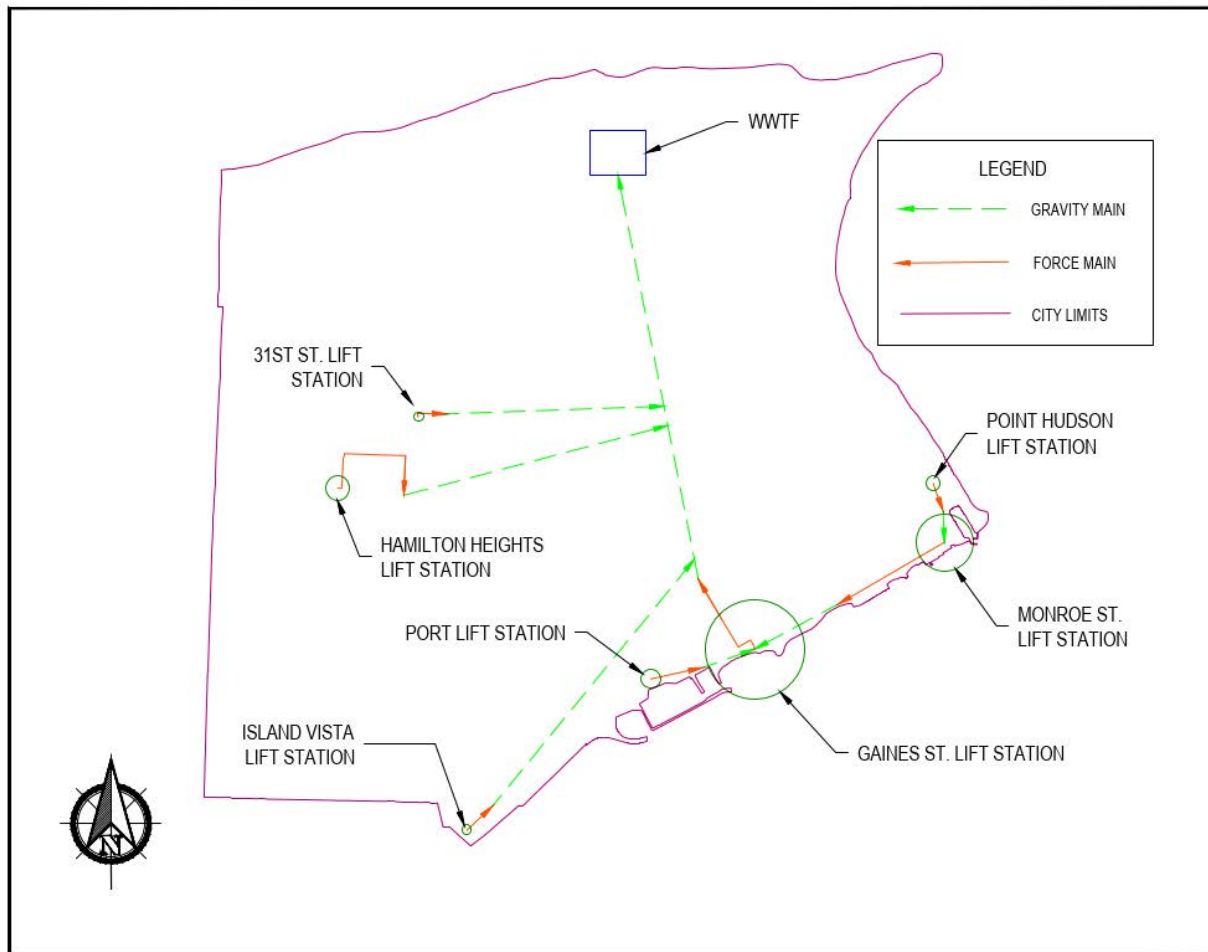 WWTF
LEGEND
GRAVITY MAIN
FORCE MAIN
CITY LIMITS
31ST ST. LIFT
STATION
POINT HUDSON
LIFT STATION
HAMILTON HEIGHTS
LIFT STATION
MONROE ST.
LIFT STATION
PORT LIFT STATION
ISLAND VISTA
LIFT STATION
GAINES ST. LIFT STATION
N